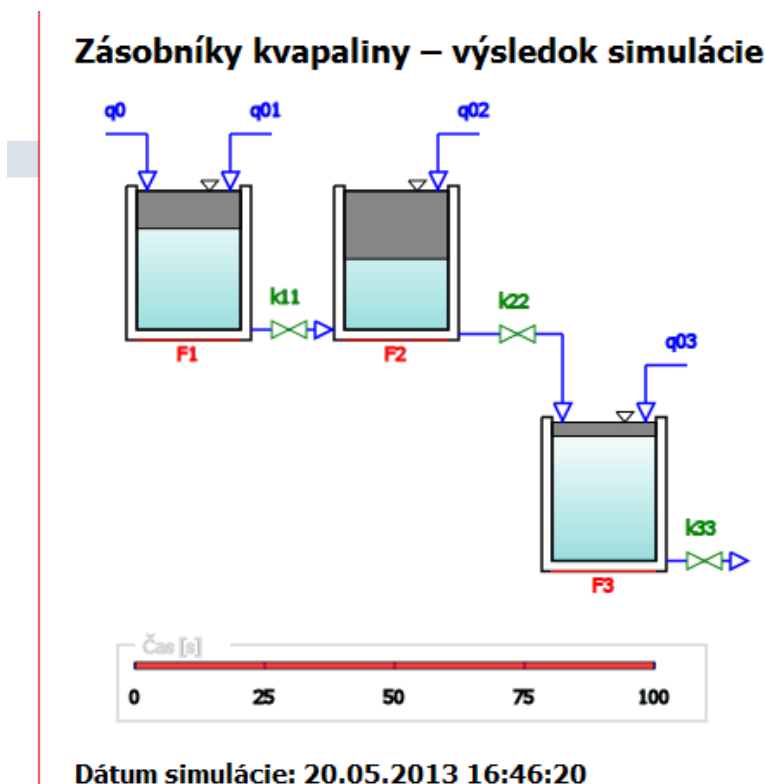 Zásobníky kvapaliny – výsledok simulácie
q0 q01 q02
k11 k22
F1 F2 q03
k33
F3
Čas [s]
0 25 50 75 100
Dátum simulácie: 20.05.2013 16:46:20